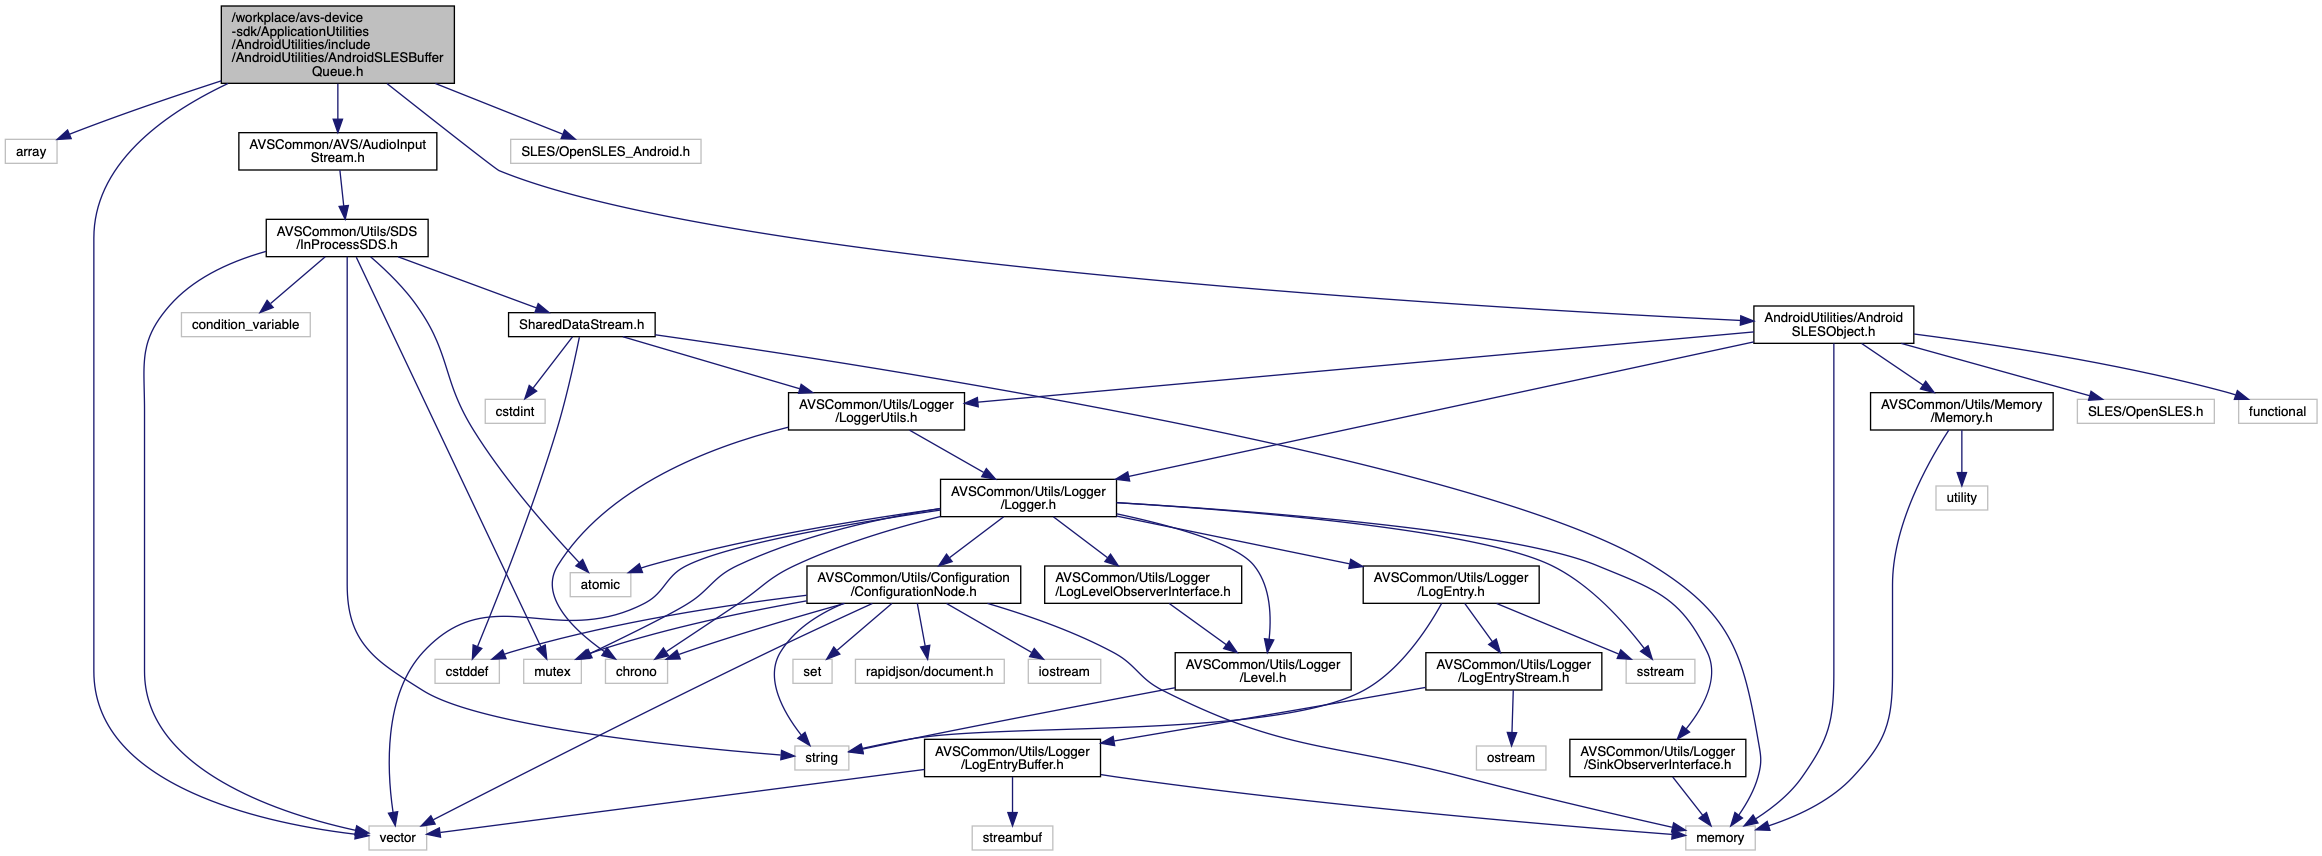 /workplace/avs-device
-sdk/ApplicationUtilities
/AndroidUtilities/include
/AndroidUtilities/AndroidSLESBuffer
Queue.h
array
AVSCommon/AVS/AudioInput
Stream.h
SLES/OpenSLES_Android.h
AVSCommon/Utils/SDS
/InProcessSDS.h
condition_variable
SharedDataStream.h
AndroidUtilities/Android
SLESObject.h
cstdint
AVSCommon/Utils/Logger
/LoggerUtils.h
AVSCommon/Utils/Memory
/Memory.h
SLES/OpenSLES.h
functional
AVSCommon/Utils/Logger
/Logger.h
utility
atomic
AVSCommon/Utils/Configuration
/ConfigurationNode.h
AVSCommon/Utils/Logger
/LogLevelObserverInterface.h
AVSCommon/Utils/Logger
/LogEntry.h
cstddef
mutex
chrono
set
rapidjson/document.h
iostream
AVSCommon/Utils/Logger
/Level.h
AVSCommon/Utils/Logger
/LogEntryStream.h
sstream
string
AVSCommon/Utils/Logger
/LogEntryBuffer.h
ostream
AVSCommon/Utils/Logger
/SinkObserverInterface.h
vector
streambuf
memory